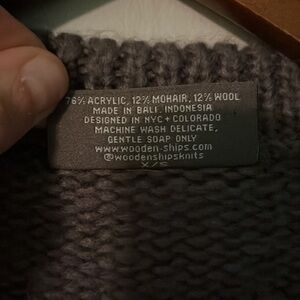 76% ACRYLIC, 12% MOHAIR, 12% WOOL
MADE IN BALI, INDONESIA
DESIGNED IN NYC + COLORADO
MACHINE WASH DELICATE,
GENTLE SOAP ONLY
www.wooden-ships.com
@woodenshipsknits
X/S